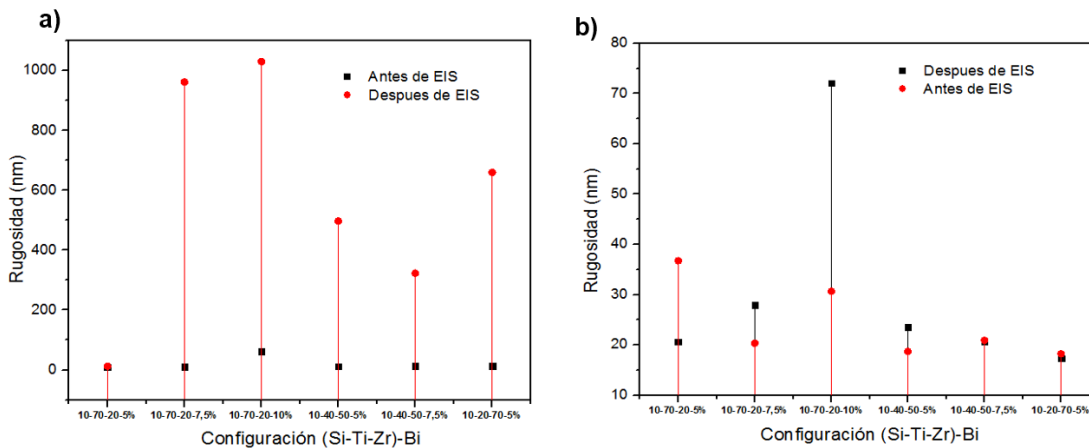 a)
1000
800
600
400
200
0
Rugosidad (nm)
Antes de EIS
Despues de EIS
10-70-20-5%
10-70-20-7,5%
10-70-20-10%
10-40-50-5%
10-40-50-7,5%
10-20-70-5%
Configuración (Si-Ti-Zr)-Bi
b)
80
70
60
50
40
30
20
10
Rugosidad (nm)
Despues de EIS
Antes de EIS
10-70-20-5%
10-70-20-7,5%
10-70-20-10%
10-40-50-5%
10-40-50-7,5%
10-20-70-5%
Configuración (Si-Ti-Zr)-Bi